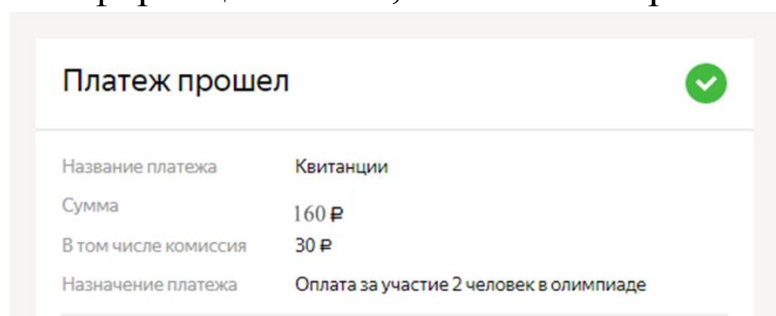 Платеж прошел
Название платежа Квитанции
Сумма 160 ₽
В том числе комиссия 30 ₽
Назначение платежа Оплата за участие 2 человек в олимпиаде